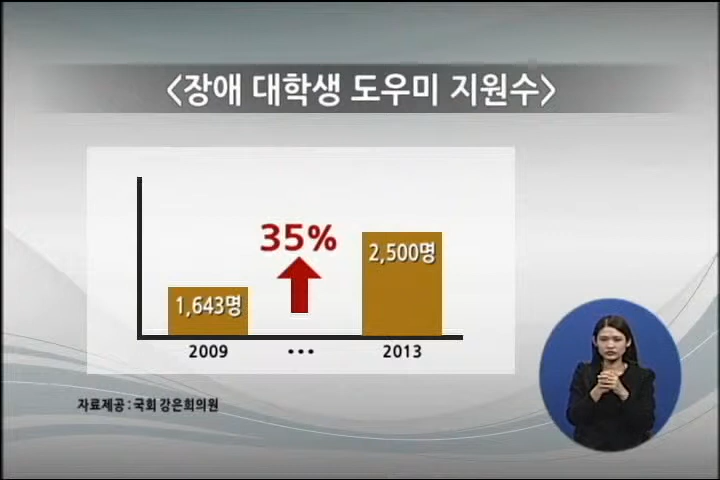 <장애 대학생 도우미 지원수>
35%
2,500명
1,643명
2009 ... 2013
자료제공 : 국회 강은희의원